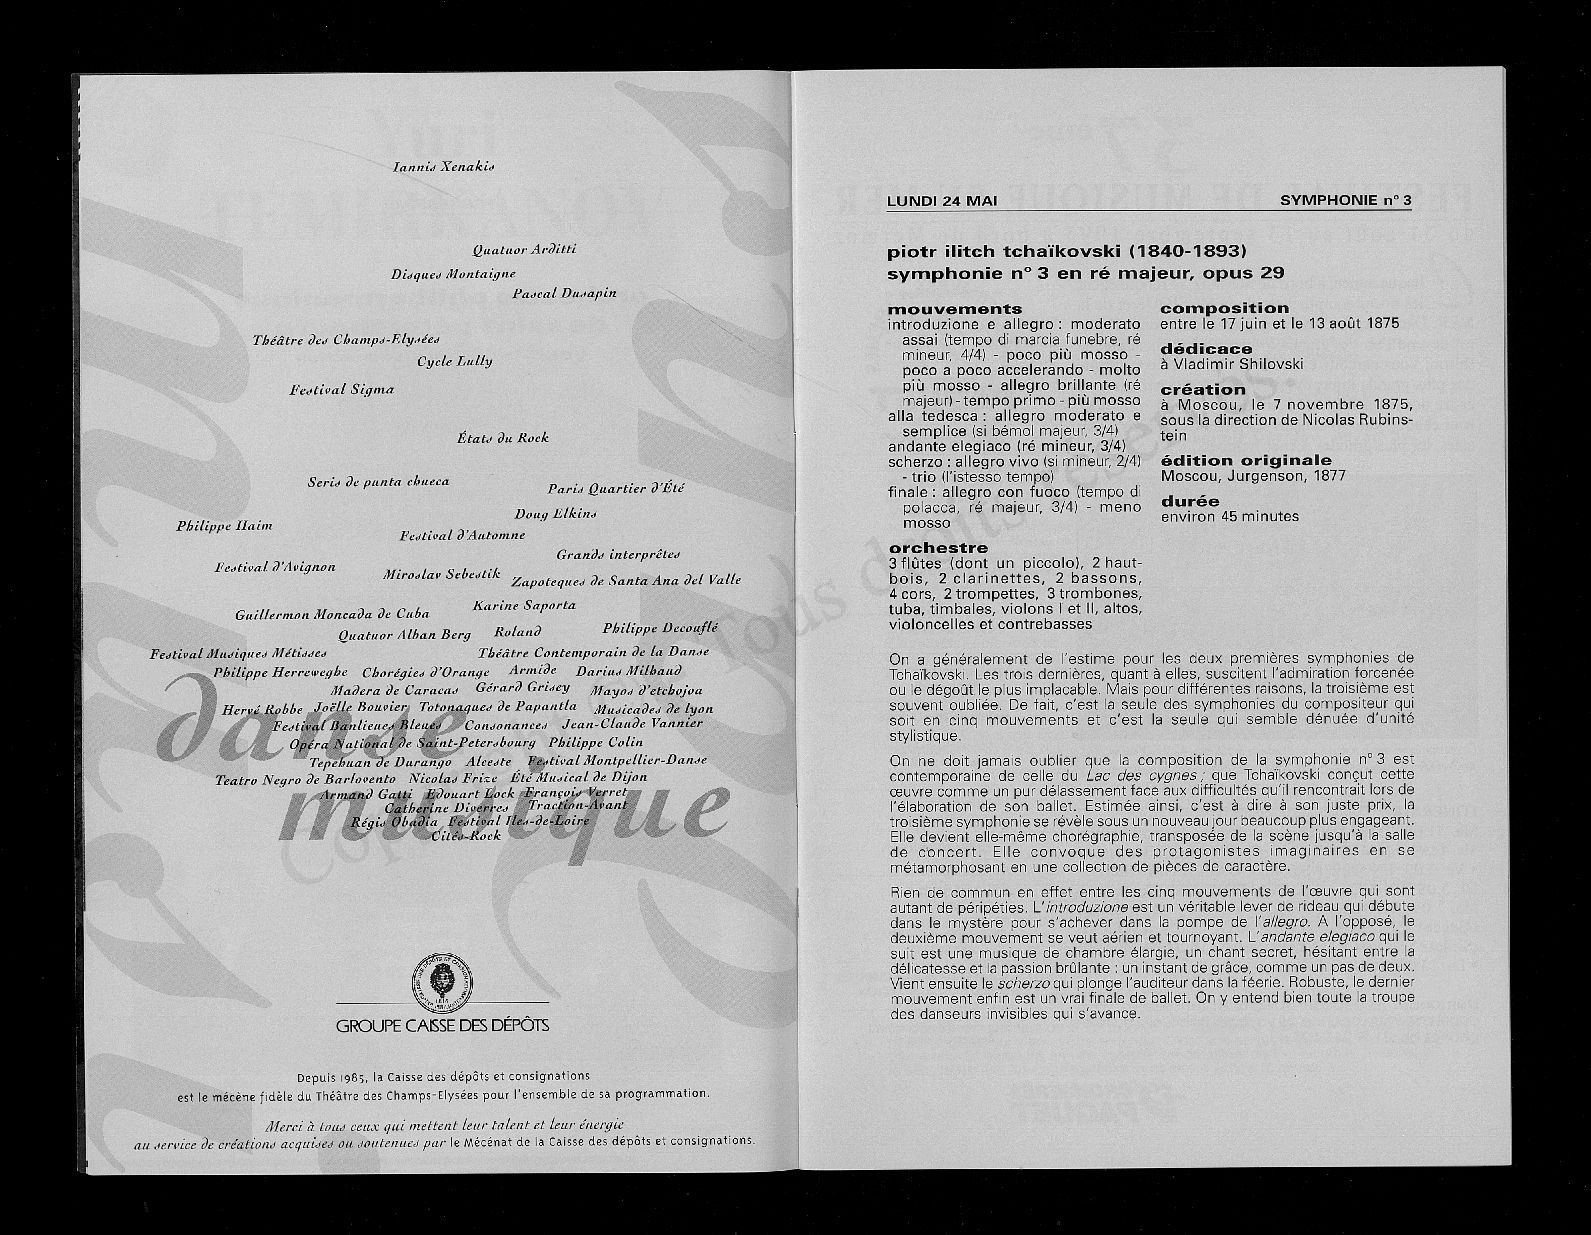 Iannis Xenakis
Quatuor Arditti
Disques Montaigne
Pascal Dusapin
Théâtre des Champs-Elysées
Cycle Lully
Festival Sigma
États du Rock
Seris de punta chueca
Paris Quartier d'Été
Doug Elkins
Philippe Haim
Festival d'Automne
Grands interprètes
Festival d'Avignon
Miroslav Sebestik
Zapoteques de Santa Ana del Valle
Karine Saporta
Guillermon Moncada de Cuba
Quatuor Alban Berg Roland Philippe Decouflé
Festival Musiques Métisses Théâtre Contemporain de la Danse
Philippe Herreweghe Chorégies d'Orange Armide Darius Milhaud
Madera de Caracas Gérard Grisey Mayos d'etchojoa
Hervé Robbe Joëlle Bouvier Totonaques de Papantla Musicades de lyon
Festival Banlieues Bleues Consonances Jean-Claude Vannier
Opéra National de Saint-Petersbourg Philippe Colin
Tepehuan de Durango Alceste Festival Montpellier-Danse
Teatro Negro de Barlovento Nicolas Frize Été Musical de Dijon
Armand Gatti Edouart Lock François Verret
Catherine Diverres Traction-Avant
Régis Obadia Festival Iles-de-Loire
Cités-Rock
danse
musique
GROUPE CAISSE DES DÉPÔTS
Depuis 1985, la Caisse des dépôts et consignations
est le mécène fidèle du Théâtre des Champs-Elysées pour l'ensemble de sa programmation.
Merci à tous ceux qui mettent leur talent et leur énergie
au service de créations acquises ou soutenues par le Mécénat de la Caisse des dépôts et consignations.
LUNDI 24 MAI SYMPHONIE n° 3
piotr ilitch tchaïkovski (1840-1893)
symphonie n° 3 en ré majeur, opus 29
mouvements
introduzione e allegro : moderato
assai (tempo di marcia funebre, ré
mineur, 4/4) - poco più mosso -
poco a poco accelerando - molto
più mosso - allegro brillante (ré
majeur) - tempo primo - più mosso
alla tedesca : allegro moderato e
semplice (si bémol majeur, 3/4)
andante elegiaco (ré mineur, 3/4)
scherzo : allegro vivo (si mineur, 2/4)
- trio (l'istesso tempo)
finale : allegro con fuoco (tempo di
polacca, ré majeur, 3/4) - meno
mosso
orchestre
3 flûtes (dont un piccolo), 2 haut-
bois, 2 clarinettes, 2 bassons,
4 cors, 2 trompettes, 3 trombones,
tuba, timbales, violons I et II, altos,
violoncelles et contrebasses
composition
entre le 17 juin et le 13 août 1875
dédicace
à Vladimir Shilovski
création
à Moscou, le 7 novembre 1875,
sous la direction de Nicolas Rubins-
tein
édition originale
Moscou, Jurgenson, 1877
durée
environ 45 minutes
On a généralement de l'estime pour les deux premières symphonies de
Tchaïkovski. Les trois dernières, quant à elles, suscitent l'admiration forcenée
ou le dégoût le plus implacable. Mais pour différentes raisons, la troisième est
souvent oubliée. De fait, c'est la seule des symphonies du compositeur qui
soit en cinq mouvements et c'est la seule qui semble dénuée d'unité
stylistique.
On ne doit jamais oublier que la composition de la symphonie n° 3 est
contemporaine de celle du Lac des cygnes ; que Tchaïkovski conçut cette
œuvre comme un pur délassement face aux difficultés qu'il rencontrait lors de
l'élaboration de son ballet. Estimée ainsi, c'est à dire à son juste prix, la
troisième symphonie se révèle sous un nouveau jour beaucoup plus engageant.
Elle devient elle-même chorégraphie, transposée de la scène jusqu'à la salle
de concert. Elle convoque des protagonistes imaginaires en se
métamorphosant en une collection de pièces de caractère.
Rien de commun en effet entre les cinq mouvements de l'œuvre qui sont
autant de péripéties. L'introduzione est un véritable lever de rideau qui débute
dans le mystère pour s'achever dans la pompe de l'allegro. A l'opposé, le
deuxième mouvement se veut aérien et tournoyant. L'andante elegiaco qui le
suit est une musique de chambre élargie, un chant secret, hésitant entre la
délicatesse et la passion brûlante : un instant de grâce, comme un pas de deux.
Vient ensuite le scherzo qui plonge l'auditeur dans la féerie. Robuste, le dernier
mouvement enfin est un vrai finale de ballet. On y entend bien toute la troupe
des danseurs invisibles qui s'avance.